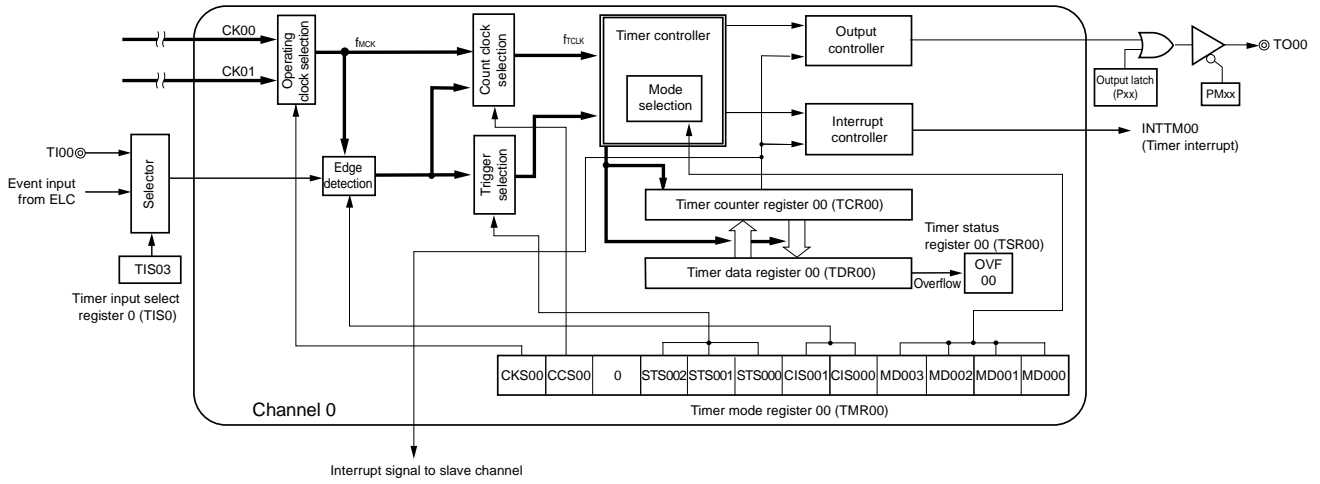 CK00
CK01
Operating
clock selection
fMCK
Count clock
selection
fTCLK
Timer controller
Mode
selection
Output
controller
TO00
Output latch
(Pxx)
PMxx
Interrupt
controller
INTTM00
(Timer interrupt)
TI00
Event input
from ELC
Selector
Edge
detection
Trigger
selection
TIS03
Timer input select
register 0 (TIS0)
Timer counter register 00 (TCR00)
Timer status
register 00 (TSR00)
Timer data register 00 (TDR00)
Overflow
OVF
00
CKS00 CCS00 0 STS002 STS001 STS000 CIS001 CIS000 MD003 MD002 MD001 MD000
Channel 0
Timer mode register 00 (TMR00)
Interrupt signal to slave channel